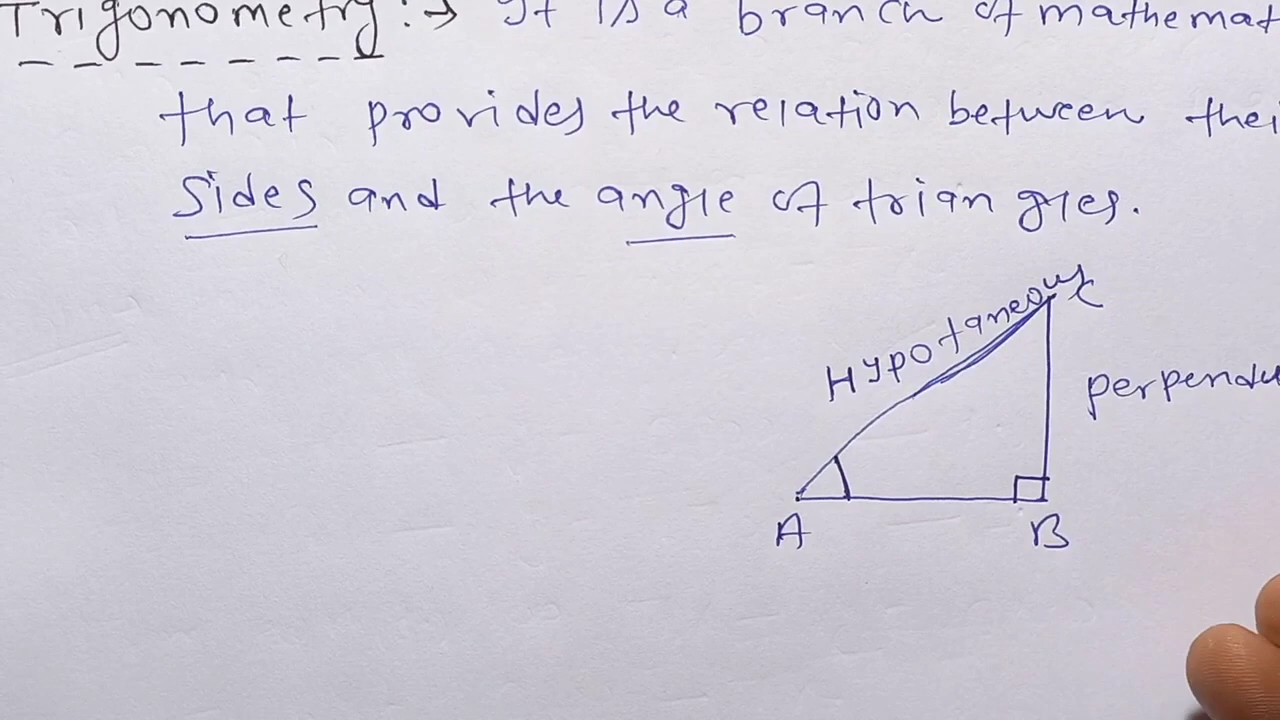 Trigonometry :→ It is a branch of mathemat
that provides the relation between thei
Sides and the angle of triangles.
Hypotaneous
C
perpendu
A
B